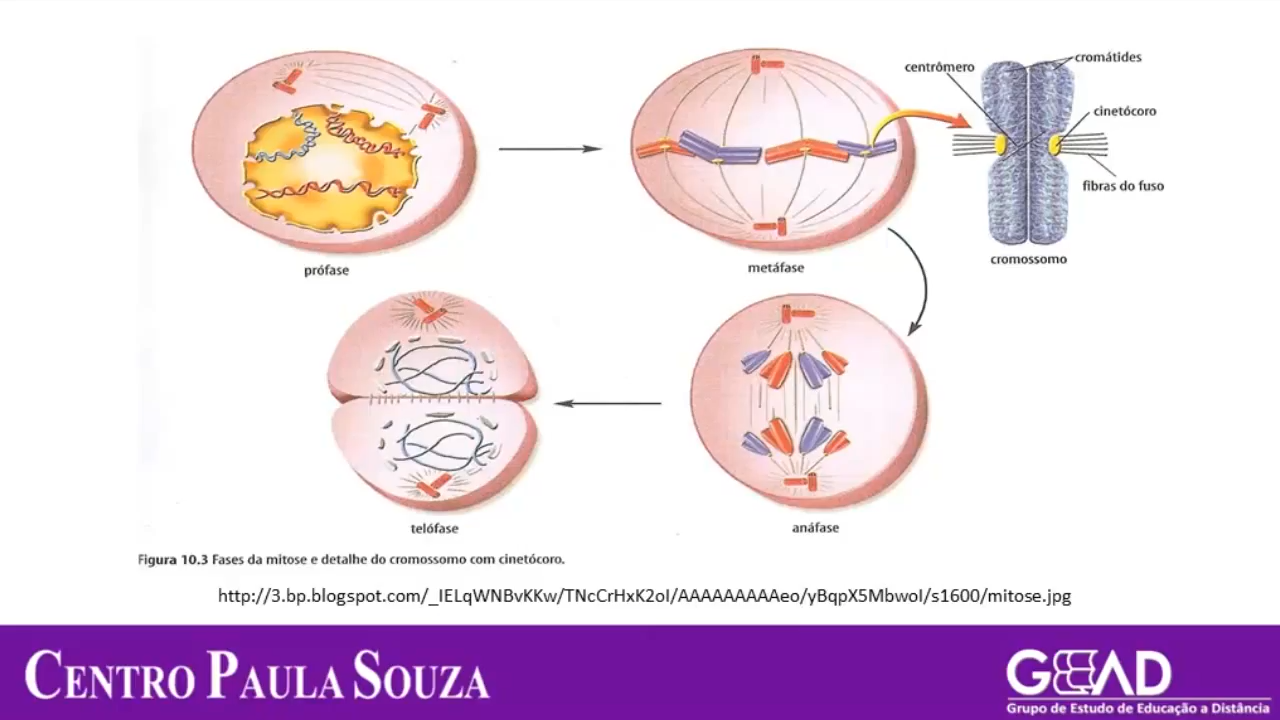 centrômero
cromátides
cinetócoro
fibras do fuso
cromossomo
prófase
metáfase
telófase
anáfase
Figura 10.3 Fases da mitose e detalhe do cromossomo com cinetócoro.
http://3.bp.blogspot.com/_IELqWNBvKKw/TNcCrHxK2oI/AAAAAAAAAeo/yBqpX5MbwoI/s1600/mitose.jpg
CENTRO PAULA SOUZA
GEAD
Grupo de Estudo de Educação a Distância